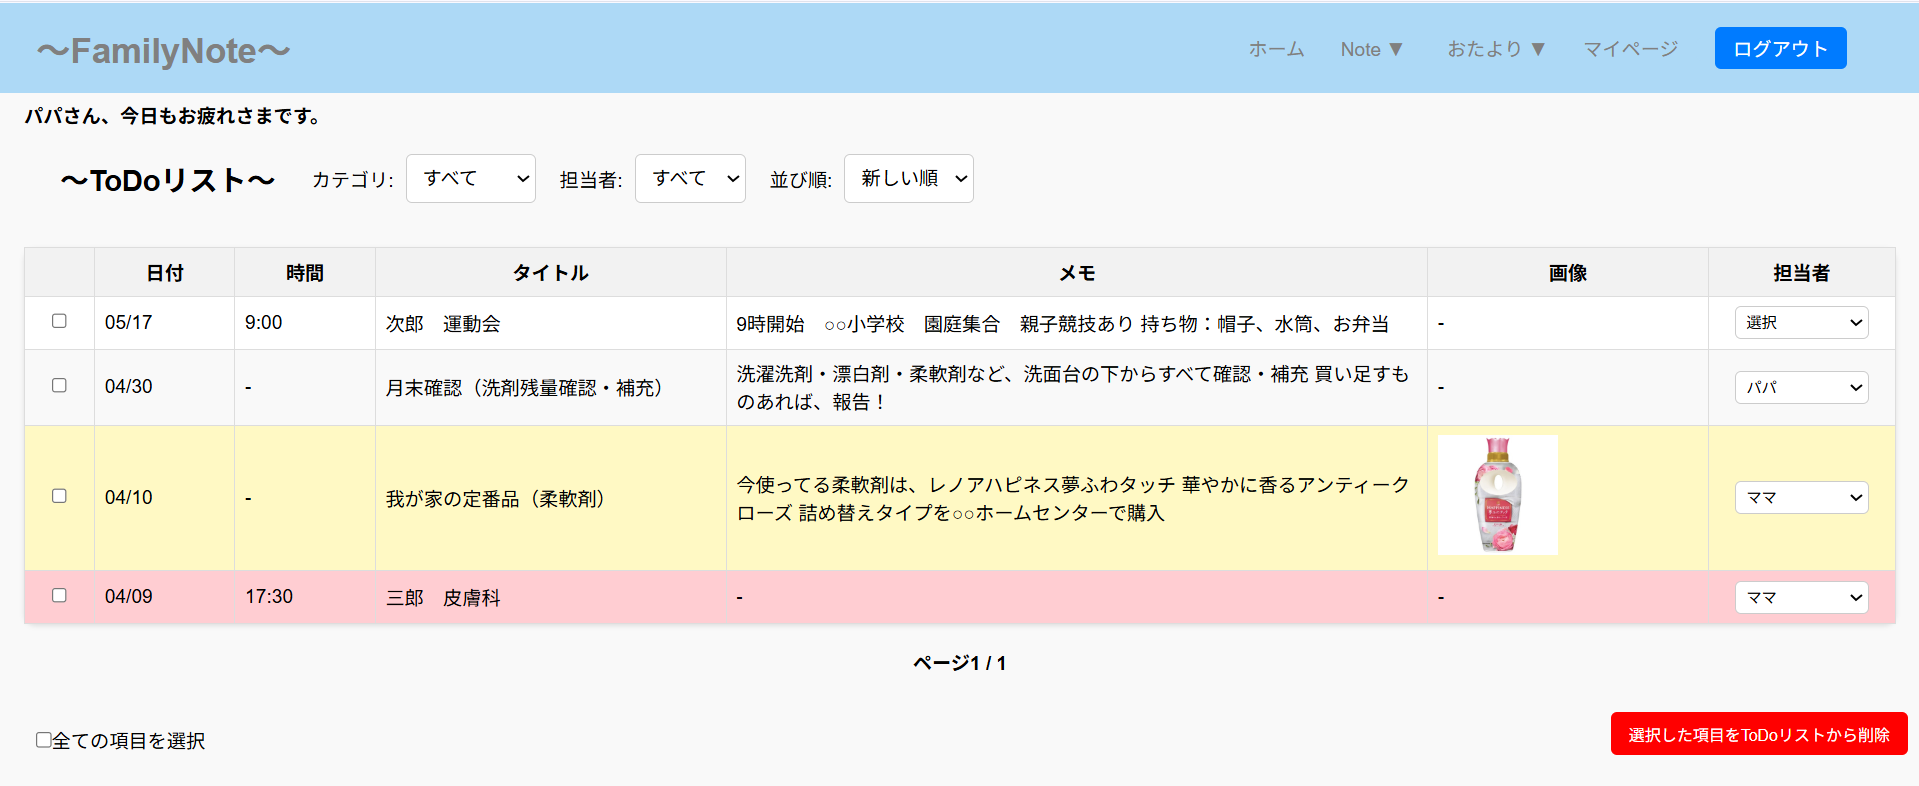 ～FamilyNote～
ホーム Note ▼ おたより ▼ マイページ ログアウト
パパさん、今日もお疲れさまです。
～ToDoリスト～ カテゴリ: すべて 担当者: すべて 並び順: 新しい順
日付 時間 タイトル メモ 画像 担当者
05/17 9:00 次郎　運動会 9時開始　○○小学校　園庭集合　親子競技あり 持ち物：帽子、水筒、お弁当 - 選択
04/30 - 月末確認（洗剤残量確認・補充） 洗濯洗剤・漂白剤・柔軟剤など、洗面台の下からすべて確認・補充 買い足すも
のあれば、報告！ - パパ
04/10 - 我が家の定番品（柔軟剤） 今使ってる柔軟剤は、レノアハピネス夢ふわタッチ 華やかに香るアンティーク
ローズ 詰め替えタイプを○○ホームセンターで購入 ママ
04/09 17:30 三郎　皮膚科 - - ママ
ページ1 / 1
全ての項目を選択
選択した項目をToDoリストから削除